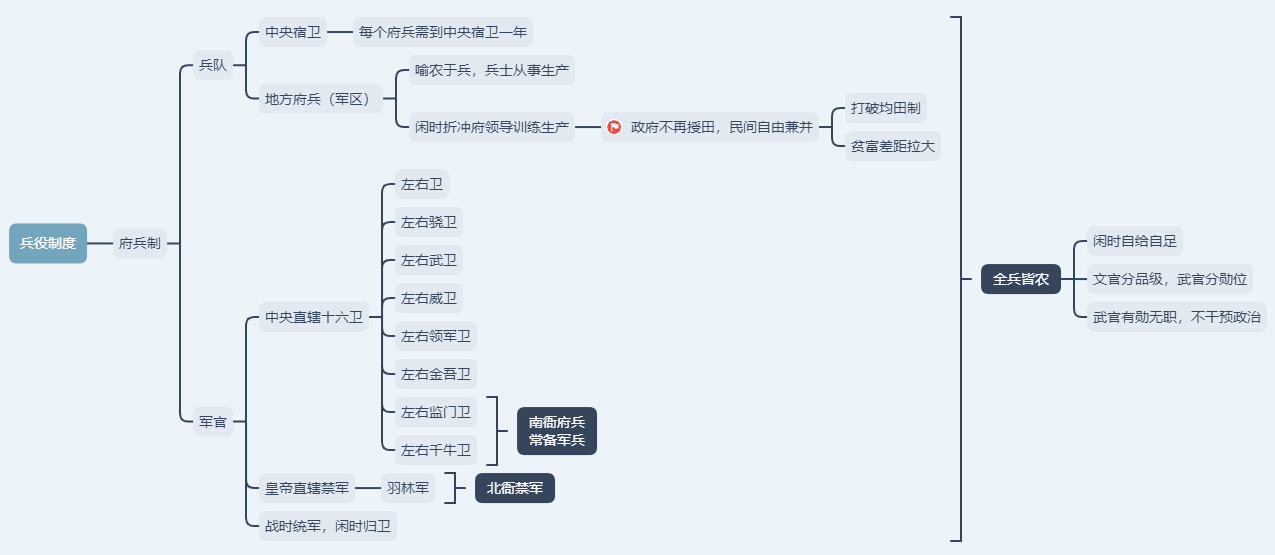 兵役制度
府兵制
兵队
中央宿卫
每个府兵需到中央宿卫一年
地方府兵（军区）
喻农于兵，兵士从事生产
闲时折冲府领导训练生产
政府不再授田，民间自由兼并
打破均田制
贫富差距拉大
军官
中央直辖十六卫
左右卫
左右骁卫
左右武卫
左右威卫
左右领军卫
左右金吾卫
左右监门卫
左右千牛卫
南衙府兵
常备军兵
皇帝直辖禁军
羽林军
北衙禁军
战时统军，闲时归卫
全兵皆农
闲时自给自足
文官分品级，武官分勋位
武官有勋无职，不干预政治